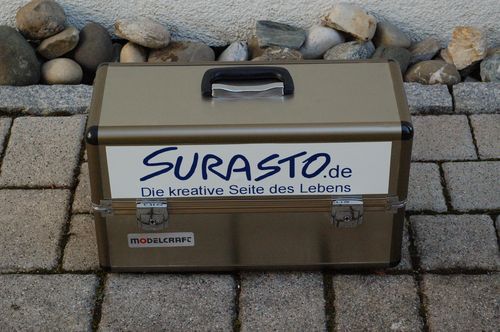 SURASTO.de
Die kreative Seite des Lebens
MODELCRAFT